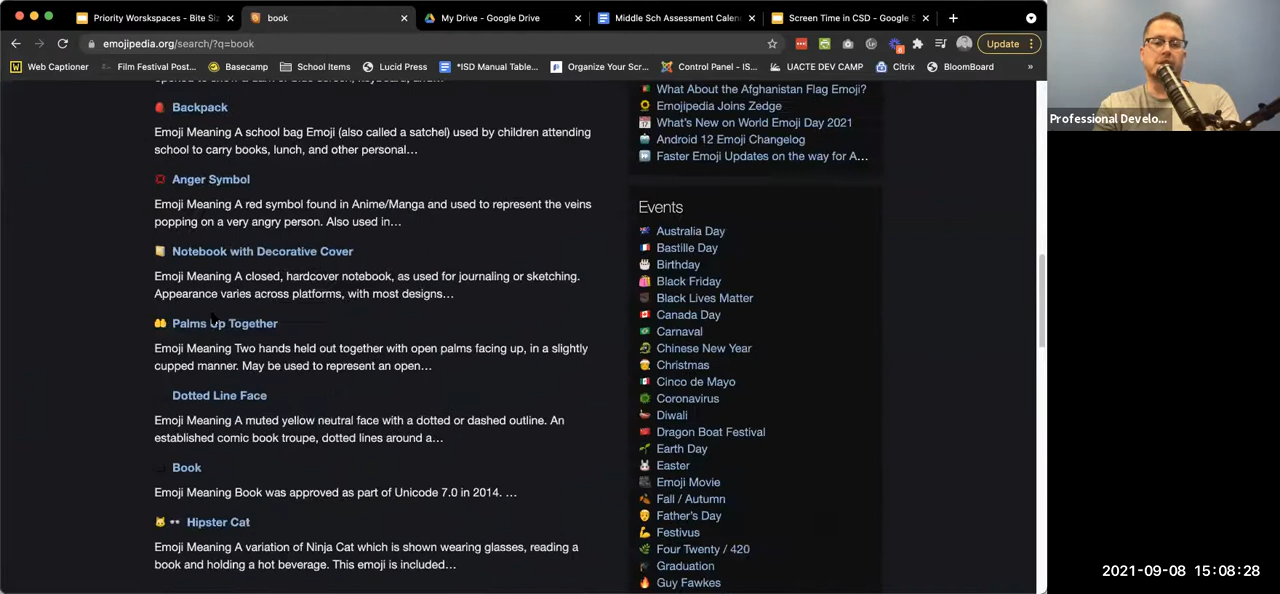 Priority Worskspaces - Bite Siz
book
My Drive - Google Drive
Middle Sch Assessment Calen
Screen Time in CSD - Google S
emojipedia.org/search/?q=book
Update
Web Captioner
Film Festival Post...
Basecamp
School Items
Lucid Press
*ISD Manual Table...
Organize Your Scr...
Control Panel - IS...
UACTE DEV CAMP
Citrix
BloomBoard
»
Backpack
Emoji Meaning A school bag Emoji (also called a satchel) used by children attending
school to carry books, lunch, and other personal…
Anger Symbol
Emoji Meaning A red symbol found in Anime/Manga and used to represent the veins
popping on a very angry person. Also used in…
Notebook with Decorative Cover
Emoji Meaning A closed, hardcover notebook, as used for journaling or sketching.
Appearance varies across platforms, with most designs…
Palms Up Together
Emoji Meaning Two hands held out together with open palms facing up, in a slightly
cupped manner. May be used to represent an open…
Dotted Line Face
Emoji Meaning A muted yellow neutral face with a dotted or dashed outline. An
established comic book troupe, dotted lines around a…
Book
Emoji Meaning Book was approved as part of Unicode 7.0 in 2014. …
Hipster Cat
Emoji Meaning A variation of Ninja Cat which is shown wearing glasses, reading a
book and holding a hot beverage. This emoji is included…
What About the Afghanistan Flag Emoji?
Emojipedia Joins Zedge
What's New on World Emoji Day 2021
Android 12 Emoji Changelog
Faster Emoji Updates on the way for A...
Events
Australia Day
Bastille Day
Birthday
Black Friday
Black Lives Matter
Canada Day
Carnaval
Chinese New Year
Christmas
Cinco de Mayo
Coronavirus
Diwali
Dragon Boat Festival
Earth Day
Easter
Emoji Movie
Fall / Autumn
Father's Day
Festivus
Four Twenty / 420
Graduation
Guy Fawkes
Professional Develo...
2021-09-08 15:08:28